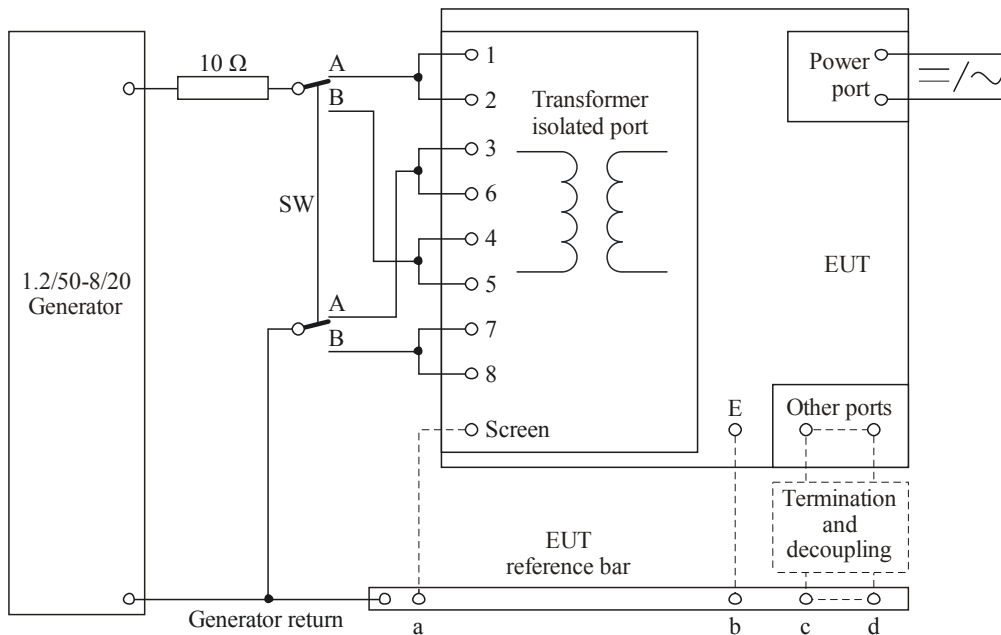 10 Ω
A
B
SW
A
B
1.2/50-8/20
Generator
1
2
3
6
4
5
7
8
Screen
Transformer
isolated port
Power
port
EUT
E
Other ports
Termination
and
decoupling
EUT
reference bar
Generator return
a
b
c
d